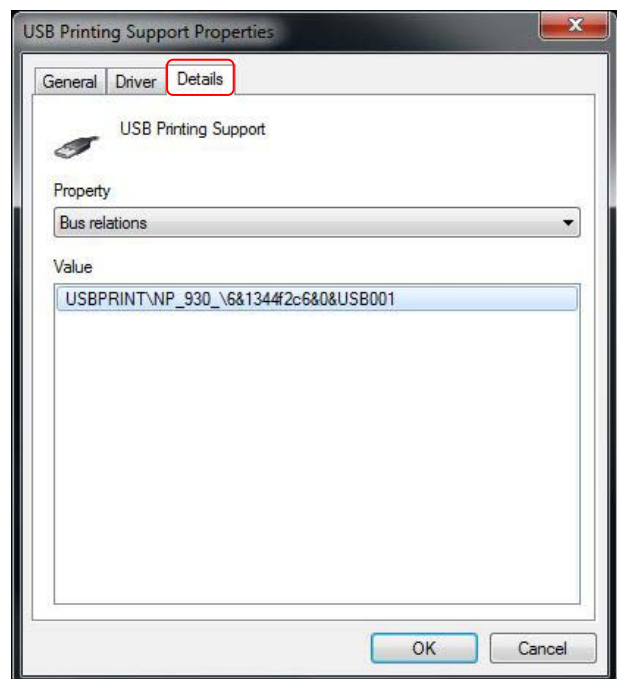 USB Printing Support Properties
General Driver Details
USB Printing Support
Property
Bus relations
Value
USBPRINT\NP_930_\6&1344f2c6&0&USB001
OK Cancel